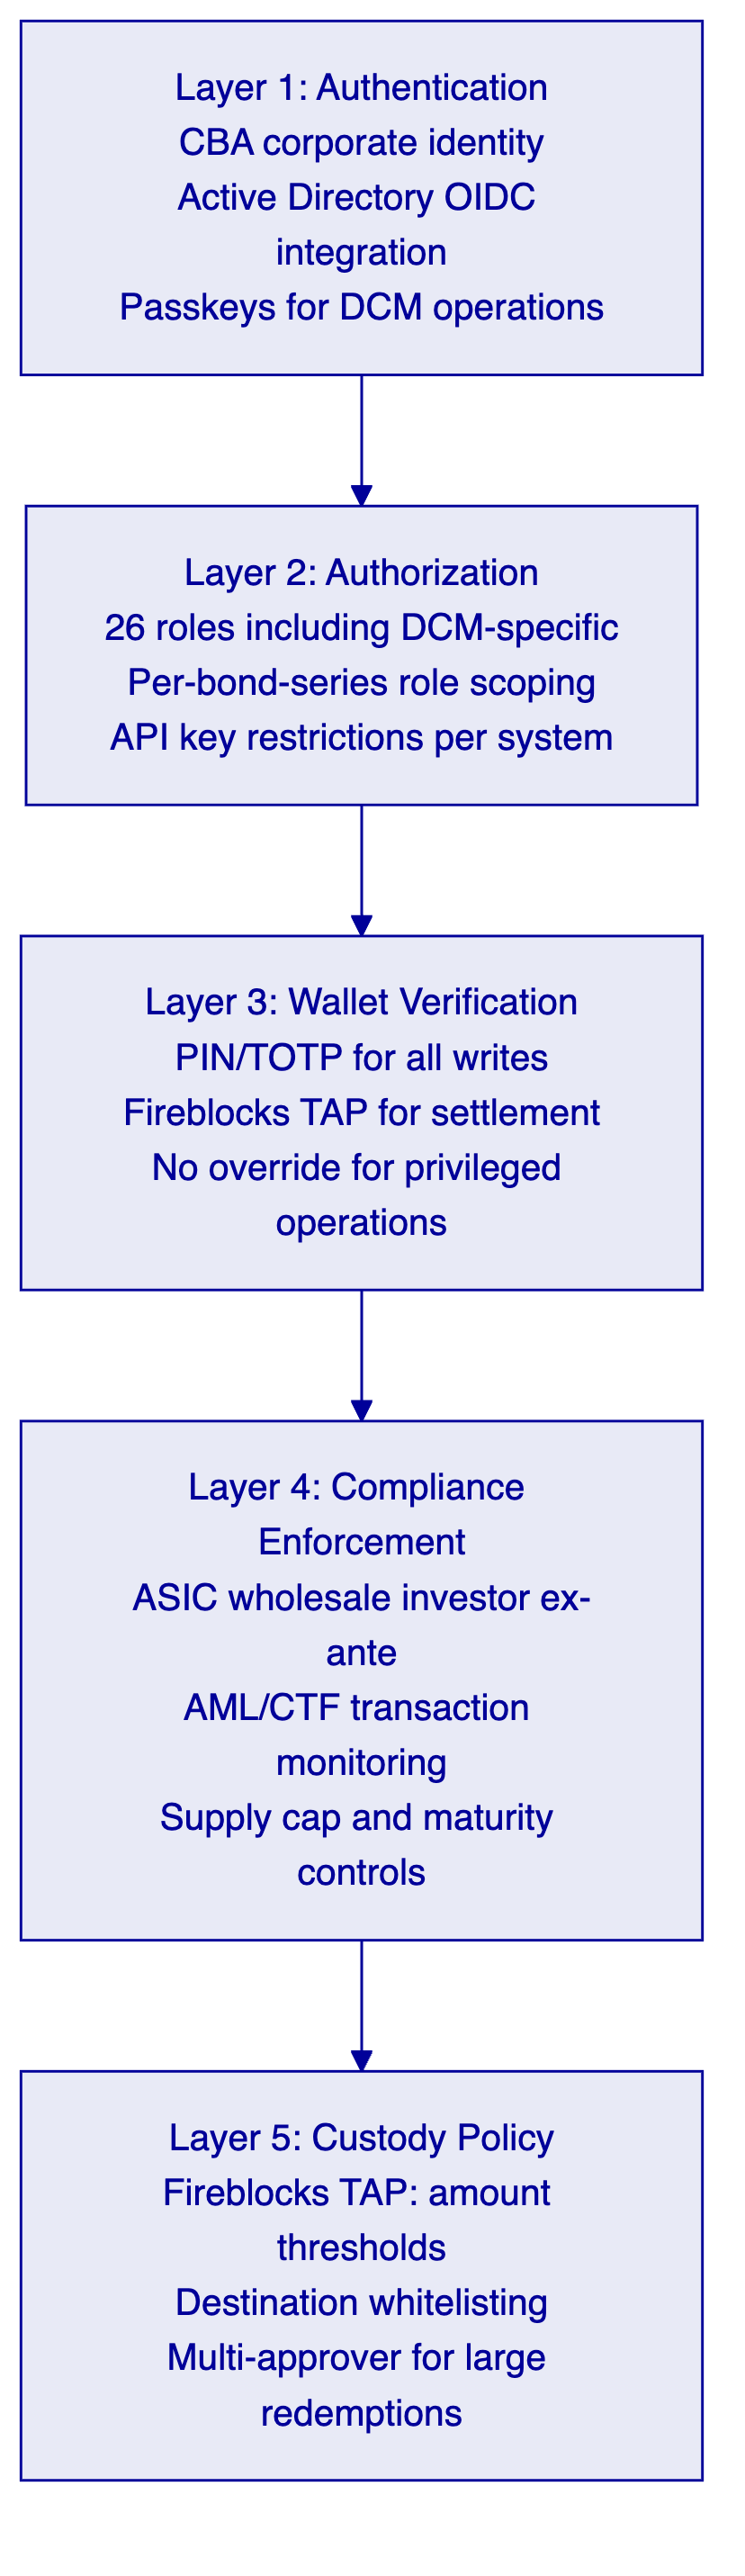 Layer 1: Authentication
CBA corporate identity
Active Directory OIDC
integration
Passkeys for DCM operations
Layer 2: Authorization
26 roles including DCM-specific
Per-bond-series role scoping
API key restrictions per system
Layer 3: Wallet Verification
PIN/TOTP for all writes
Fireblocks TAP for settlement
No override for privileged
operations
Layer 4: Compliance
Enforcement
ASIC wholesale investor ex-
ante
AML/CTF transaction
monitoring
Supply cap and maturity
controls
Layer 5: Custody Policy
Fireblocks TAP: amount
thresholds
Destination whitelisting
Multi-approver for large
redemptions